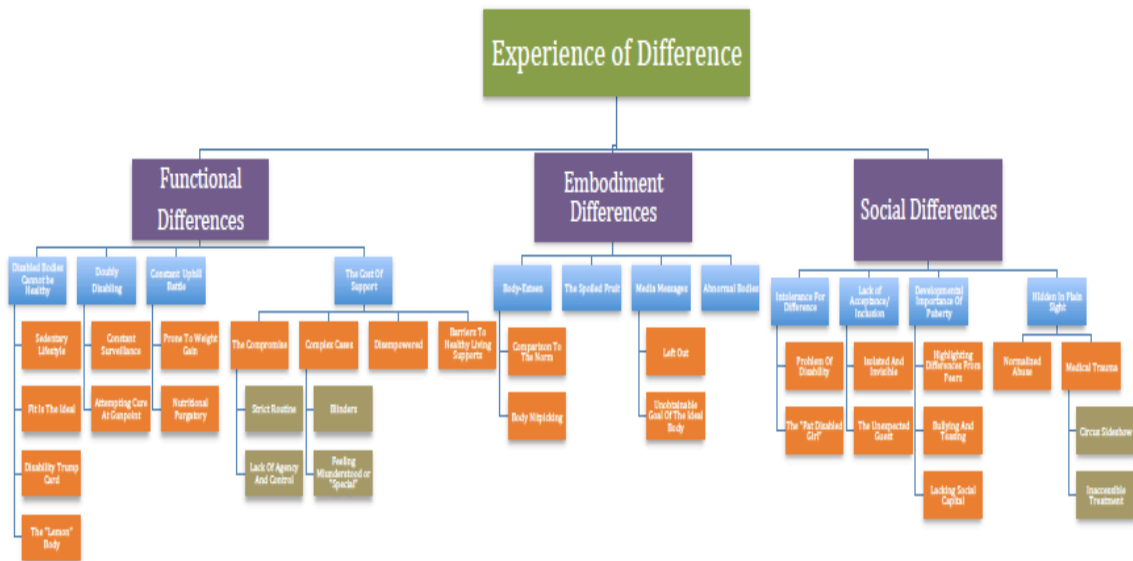 Experience of Difference
Functional
Differences
Embodiment
Differences
Social Differences
Disabled Bodies
Cannot be
Healthy
Doubly
Disabling
Constant Uphill
Battle
The Cost Of
Support
Body-Esteem
The Spoiled Fruit
Media Messages
Abnormal Bodies
Intolerance For
Difference
Lack of
Acceptance/
Inclusion
Developmental
Importance Of
Puberty
Hidden In Plain
Sight
Sedentary
Lifestyle
Fit Is The Ideal
Disability Trump
Card
The "Lemon"
Body
Constant
Surveillance
Attempting Care
At Gunpoint
Prone To Weight
Gain
Nutritional
Purgatory
The Compromise
Strict Routine
Lack Of Agency
And Control
Complex Cases
Blinders
Feeling
Misunderstood or
"Special"
Disempowered
Barriers To
Healthy Living
Supports
Comparison To
The Norm
Body Nitpicking
Left Out
Unobtainable
Goal Of The Ideal
Body
Problem Of
Disability
The "Fat Disabled
Girl"
Isolated And
Invisible
The Unexpected
Guest
Highlighting
Differences From
Peers
Bullying And
Teasing
Lacking Social
Capital
Normalized
Abuse
Medical Trauma
Circus Sideshow
Inaccessible
Treatment